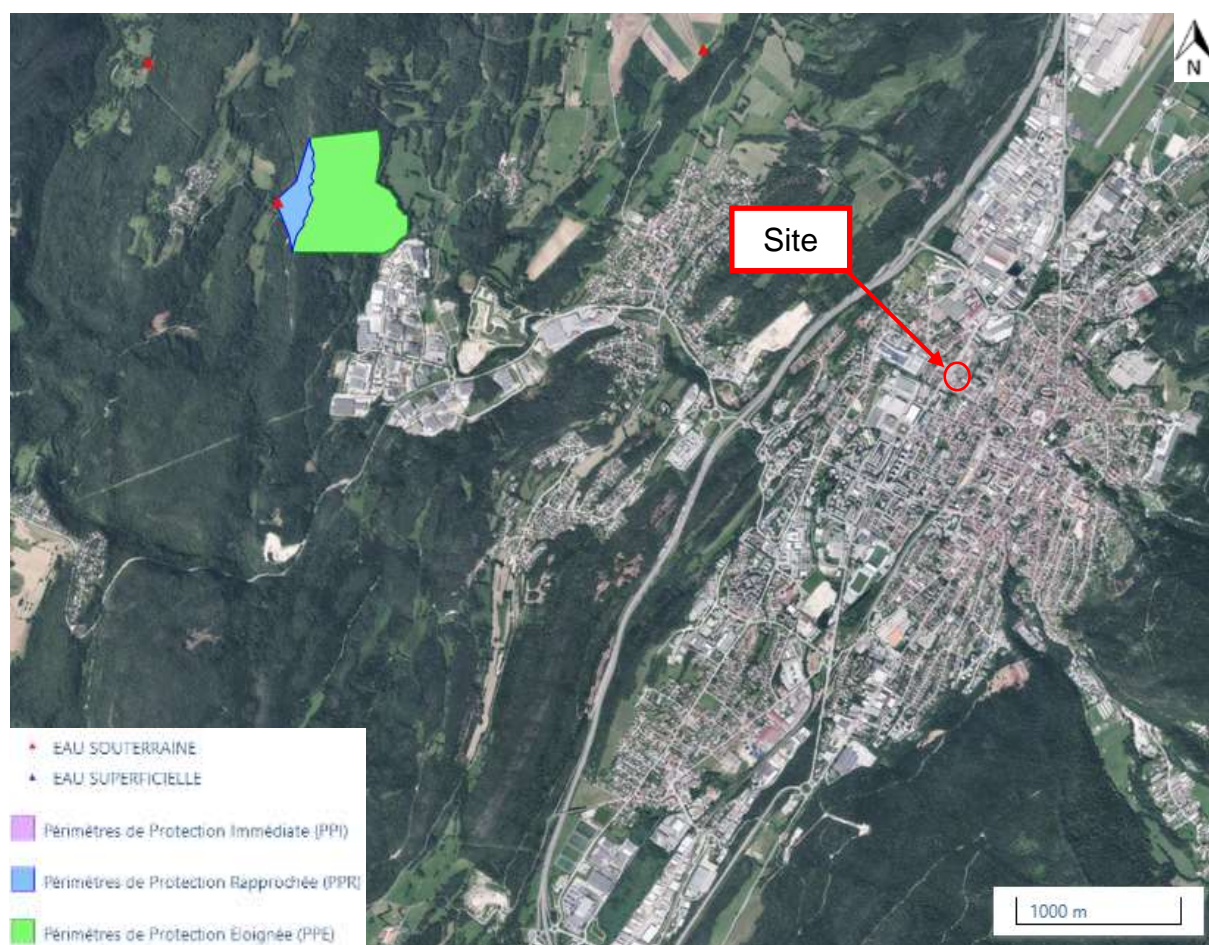 N
Site
EAU SOUTERRAINE
EAU SUPERFICIELLE
Périmètres de Protection Immédiate (PPI)
Périmètres de Protection Rapprochée (PPR)
Périmètres de Protection Eloignée (PPE)
1000 m